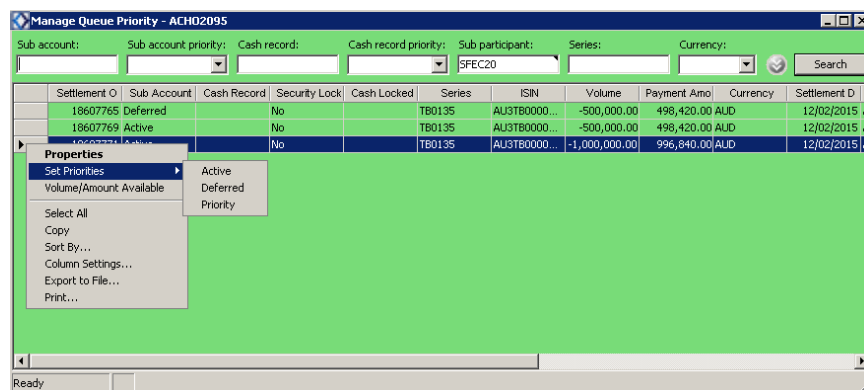 Manage Queue Priority - ACHO2095
Sub account: Sub account priority: Cash record: Cash record priority: Sub participant: Series: Currency:
SFEC20 Search
Settlement O Sub Account Cash Record Security Lock Cash Locked Series ISIN Volume Payment Amo Currency Settlement D
18607765 Deferred No TB0135 AU3TB0000... -500,000.00 498,420.00 AUD 12/02/2015
18607769 Active No TB0135 AU3TB0000... -500,000.00 498,420.00 AUD 12/02/2015
18607771 Active No TB0135 AU3TB0000... -1,000,000.00 996,840.00 AUD 12/02/2015
Properties
Set Priorities Active
Volume/Amount Available Deferred
Priority
Select All
Copy
Sort By...
Column Settings...
Export to File...
Print...
Ready